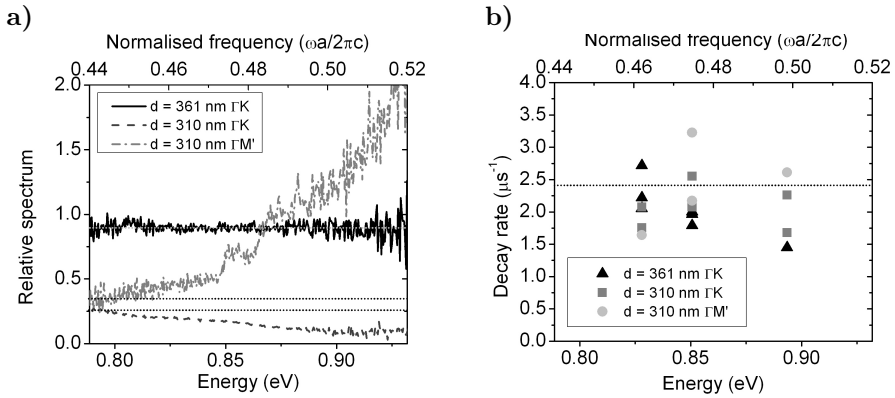 a)
Normalised frequency (ωa/2πc)
0.44 0.46 0.48 0.50 0.52
2.0
1.5
1.0
0.5
0.0
Relative spectrum
d = 361 nm ΓK
d = 310 nm ΓK
d = 310 nm ΓM'
0.80 0.85 0.90
Energy (eV)
b)
Normalised frequency (ωa/2πc)
0.44 0.46 0.48 0.50 0.52
4.0
3.5
3.0
2.5
2.0
1.5
1.0
0.5
0.0
Decay rate (μs⁻¹)
d = 361 nm ΓK
d = 310 nm ΓK
d = 310 nm ΓM'
0.80 0.85 0.90
Energy (eV)